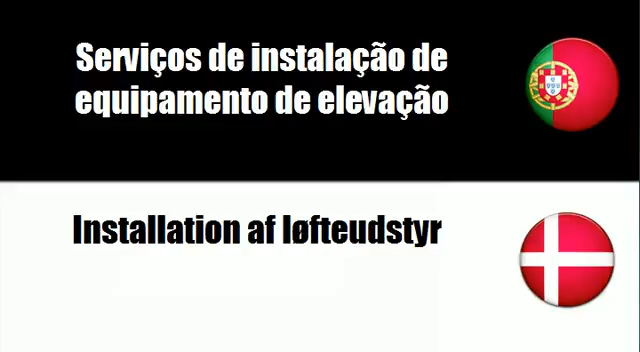 Serviços de instalação de
equipamento de elevação
Installation af løfteudstyr